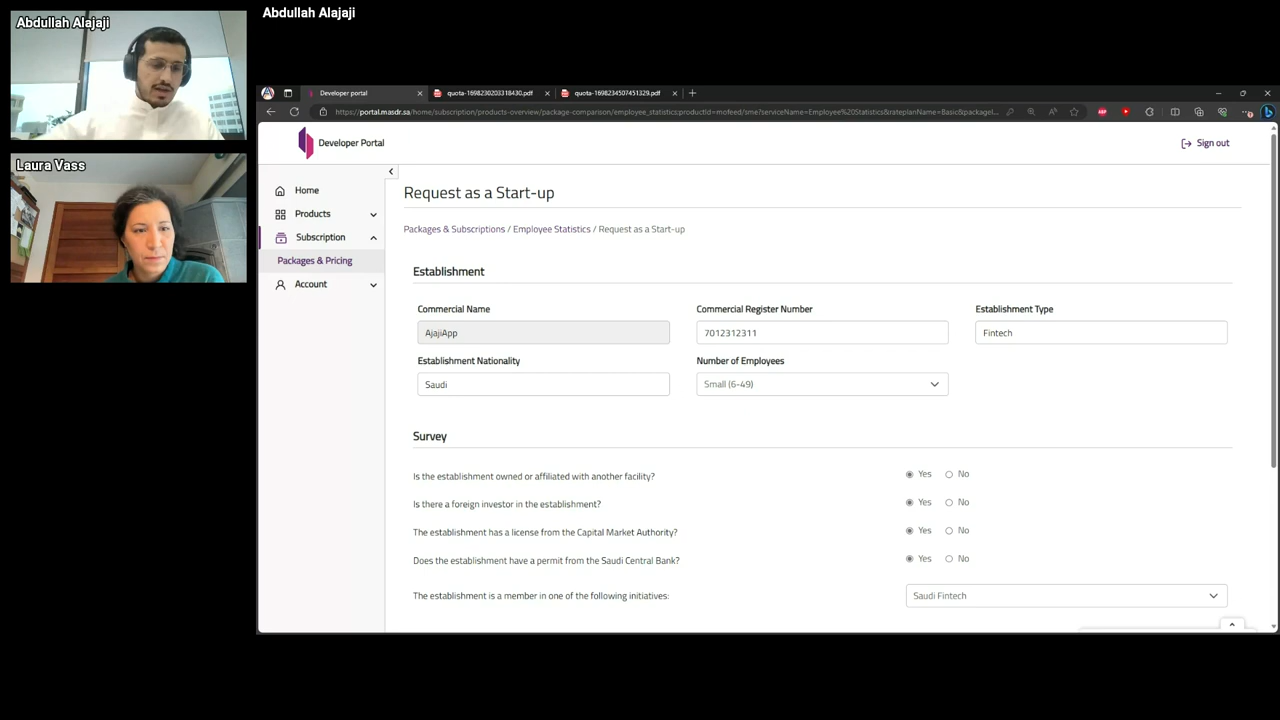 Abdullah Alajaji
Abdullah Alajaji
Laura Vass
Developer portal
quota-1698230203318430.pdf
quota-1698234507451329.pdf
Developer Portal
Sign out
Home
Products
Subscription
Packages & Pricing
Account
Request as a Start-up
Packages & Subscriptions / Employee Statistics / Request as a Start-up
Establishment
Commercial Name
Commercial Register Number
Establishment Type
AjajiApp
7012312311
Fintech
Establishment Nationality
Number of Employees
Saudi
Small (6-49)
Survey
Is the establishment owned or affiliated with another facility?
Yes
No
Is there a foreign investor in the establishment?
Yes
No
The establishment has a license from the Capital Market Authority?
Yes
No
Does the establishment have a permit from the Saudi Central Bank?
Yes
No
The establishment is a member in one of the following initiatives:
Saudi Fintech